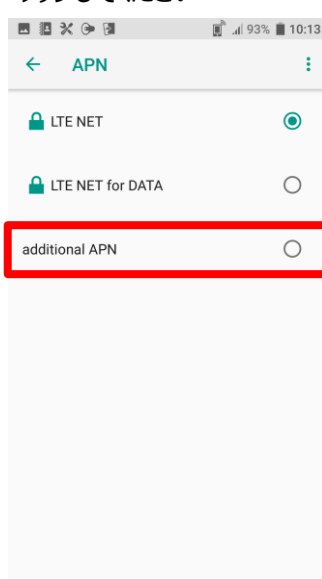 93% 10:13
APN
LTE NET
LTE NET for DATA
additional APN